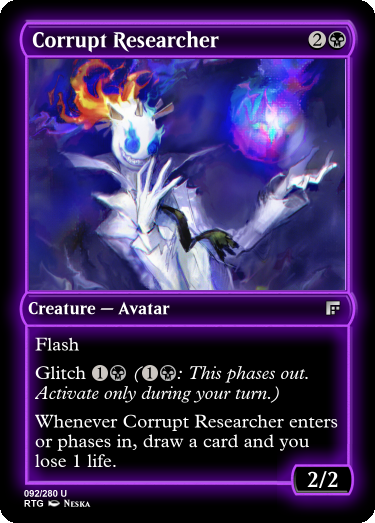 Corrupt Researcher 2
Creature — Avatar
Flash
Glitch 1 (1: This phases out.
Activate only during your turn.)
Whenever Corrupt Researcher enters
or phases in, draw a card and you
lose 1 life.
2/2
092/280 U
RTG Neska